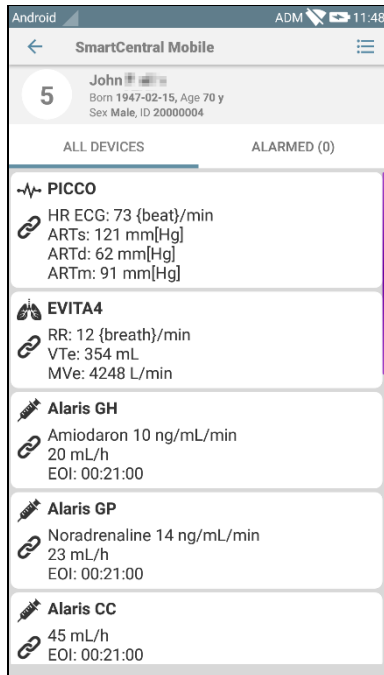 Android
ADM 11:48
SmartCentral Mobile
5
John
Born 1947-02-15, Age 70 y
Sex Male, ID 20000004
ALL DEVICES
ALARMED (0)
PICCO
HR ECG: 73 {beat}/min
ARTs: 121 mm[Hg]
ARTd: 62 mm[Hg]
ARTm: 91 mm[Hg]
EVITA4
RR: 12 {breath}/min
VTe: 354 mL
MVe: 4248 L/min
Alaris GH
Amiodaron 10 ng/mL/min
20 mL/h
EOI: 00:21:00
Alaris GP
Noradrenaline 14 ng/mL/min
23 mL/h
EOI: 00:21:00
Alaris CC
45 mL/h
EOI: 00:21:00